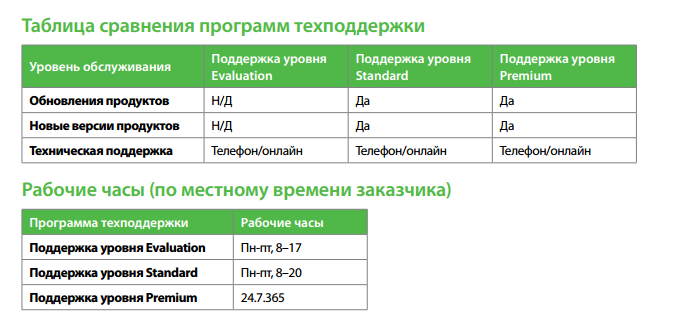 Таблица сравнения программ техподдержки
Уровень обслуживания Поддержка уровня Evaluation Поддержка уровня Standard Поддержка уровня Premium
Обновления продуктов Н/Д Да Да
Новые версии продуктов Н/Д Да Да
Техническая поддержка Телефон/онлайн Телефон/онлайн Телефон/онлайн
Рабочие часы (по местному времени заказчика)
Программа техподдержки Рабочие часы
Поддержка уровня Evaluation Пн-пт, 8–17
Поддержка уровня Standard Пн-пт, 8–20
Поддержка уровня Premium 24.7.365